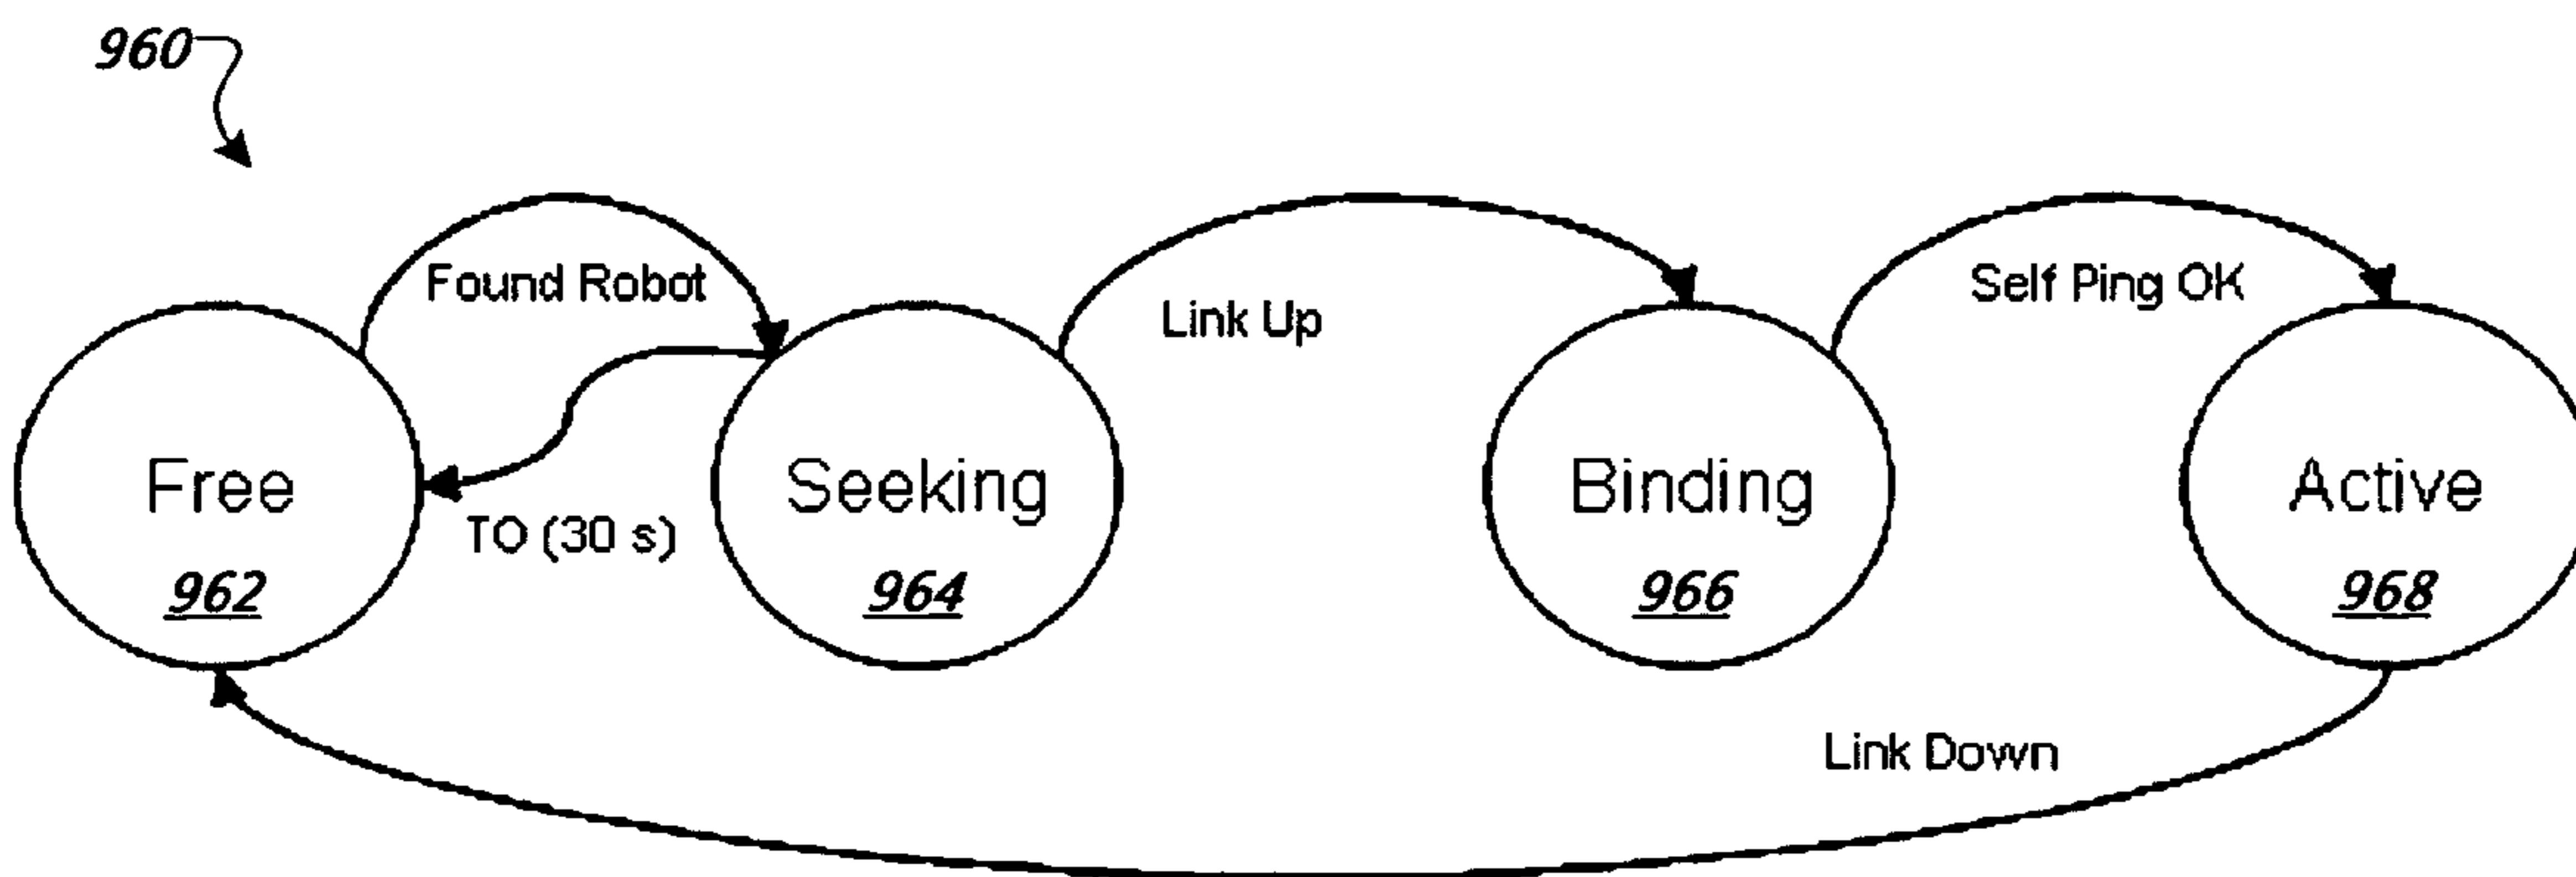 960
Found Robot
Link Up
Self Ping OK
Free
Seeking
Binding
Active
TO (30 s)
962
964
966
968
Link Down